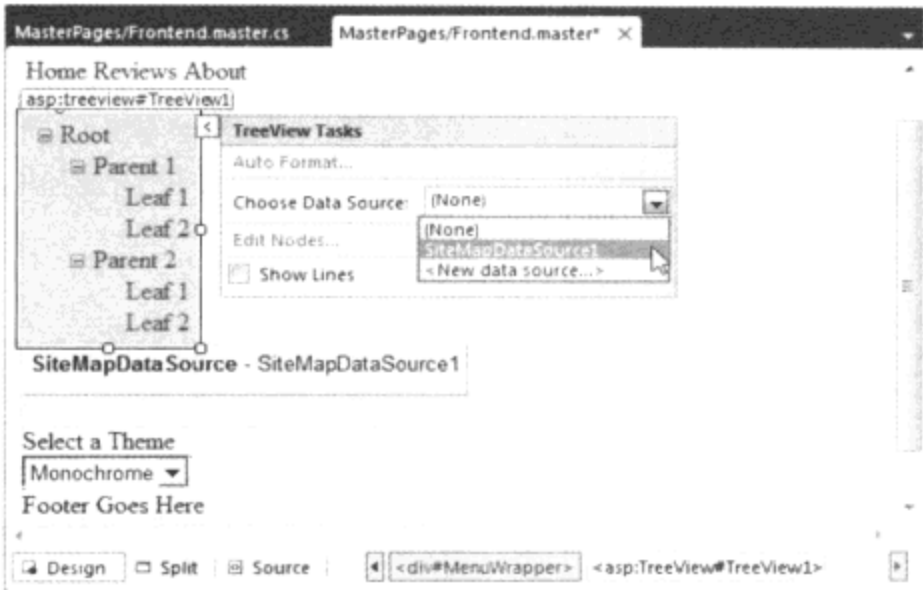 MasterPages/Frontend.master.cs MasterPages/Frontend.master* ×
Home Reviews About
asp:treeview#TreeView1
Root
Parent 1
Leaf 1
Leaf 2
Parent 2
Leaf 1
Leaf 2
TreeView Tasks
Auto Format...
Choose Data Source: (None)
(None)
SiteMapDataSource1
<New data source...>
Edit Nodes...
Show Lines
SiteMapDataSource - SiteMapDataSource1
Select a Theme
Monochrome
Footer Goes Here
Design Split Source <div#MenuWrapper> <asp:TreeView#TreeView1>